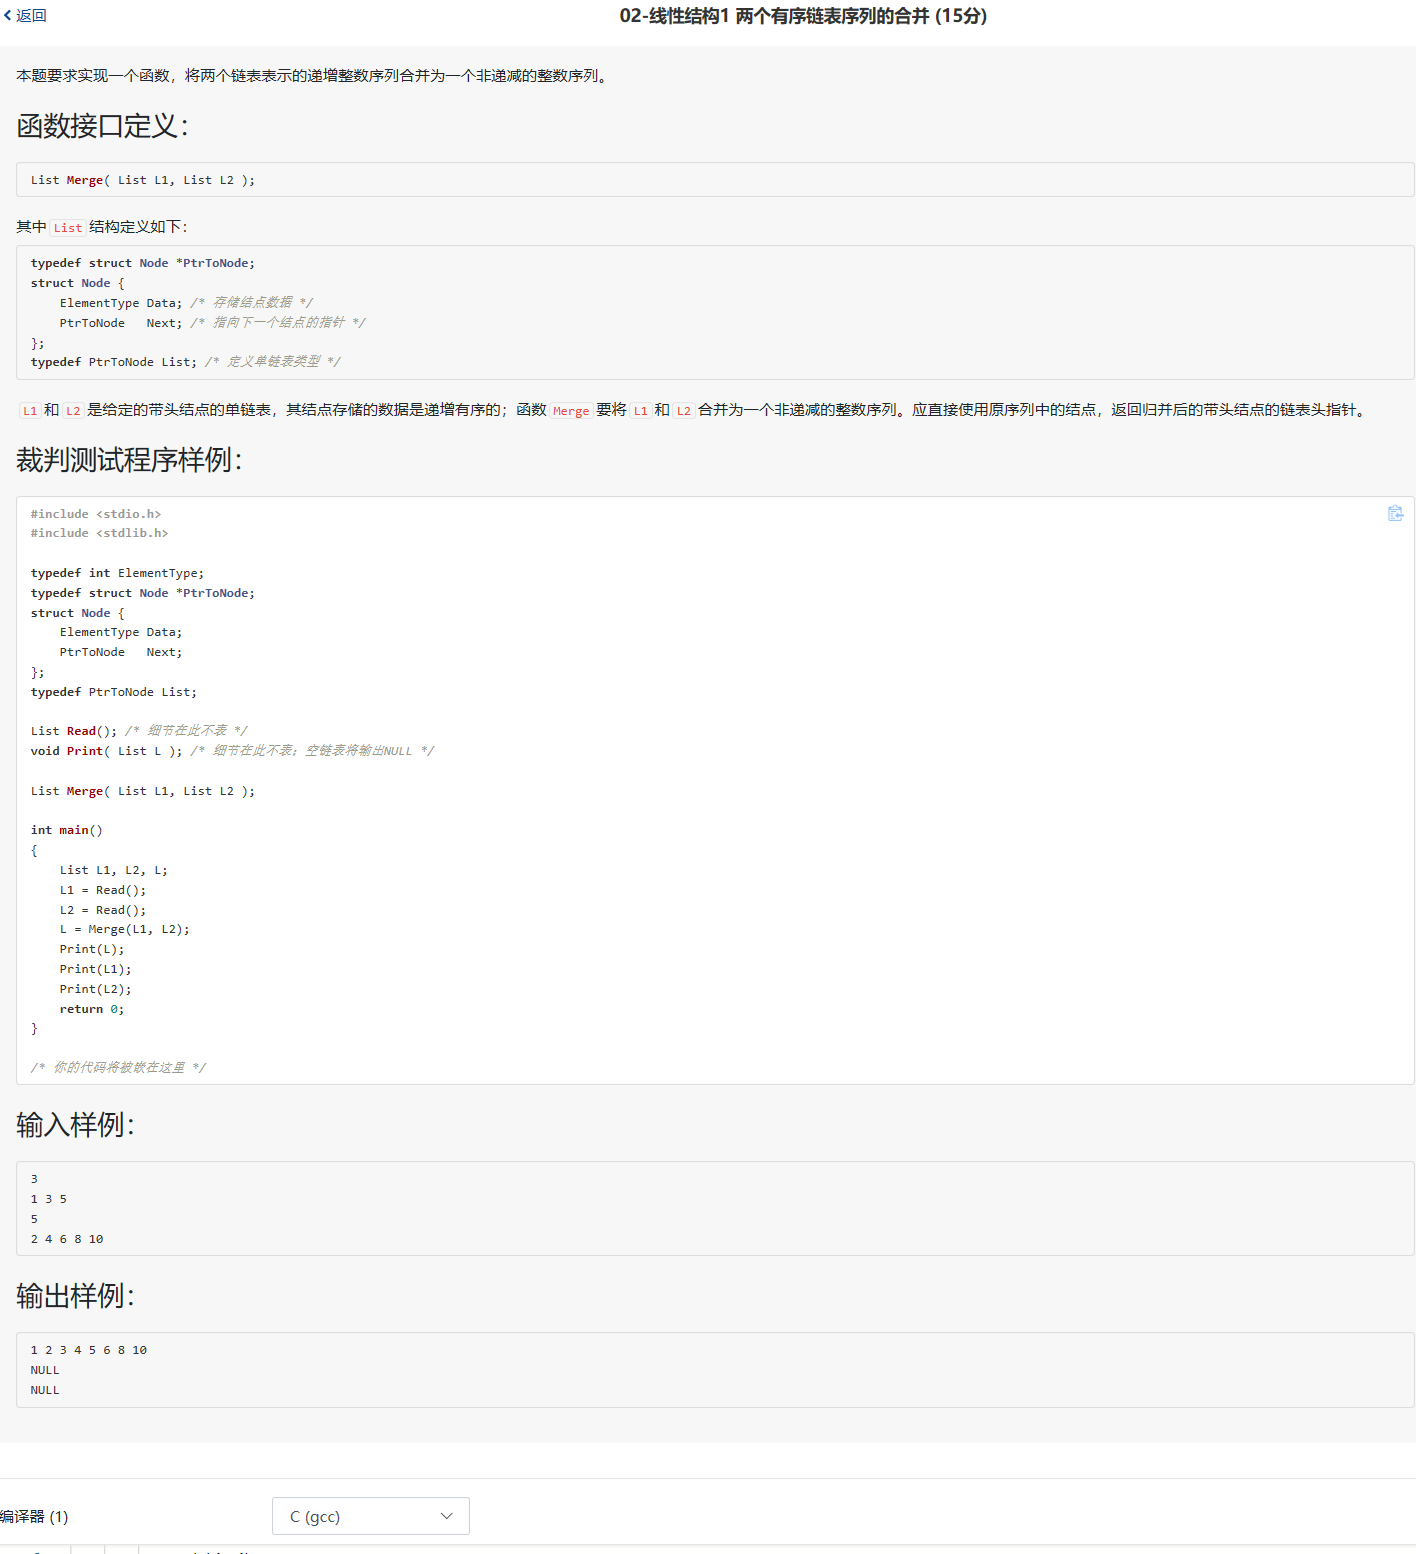 返回
02-线性结构1 两个有序链表序列的合并 (15分)
本题要求实现一个函数，将两个链表表示的递增整数序列合并为一个非递减的整数序列。
函数接口定义：
List Merge( List L1, List L2 );
其中 List 结构定义如下：
typedef struct Node *PtrToNode;
struct Node {
    ElementType Data; /* 存储结点数据 */
    PtrToNode   Next; /* 指向下一个结点的指针 */
};
typedef PtrToNode List; /* 定义单链表类型 */
L1 和 L2 是给定的带头结点的单链表，其结点存储的数据是递增有序的；函数 Merge 要将 L1 和 L2 合并为一个非递减的整数序列。应直接使用原序列中的结点，返回归并后的带头结点的链表头指针。
裁判测试程序样例：
#include <stdio.h>
#include <stdlib.h>
typedef int ElementType;
typedef struct Node *PtrToNode;
struct Node {
    ElementType Data;
    PtrToNode   Next;
};
typedef PtrToNode List;
List Read(); /* 细节在此不表 */
void Print( List L ); /* 细节在此不表；空链表将输出NULL */
List Merge( List L1, List L2 );
int main()
{
    List L1, L2, L;
    L1 = Read();
    L2 = Read();
    L = Merge(L1, L2);
    Print(L);
    Print(L1);
    Print(L2);
    return 0;
}
/* 你的代码将被嵌在这里 */
输入样例：
3
1 3 5
5
2 4 6 8 10
输出样例：
1 2 3 4 5 6 8 10
NULL
NULL
编译器 (1)
C (gcc)